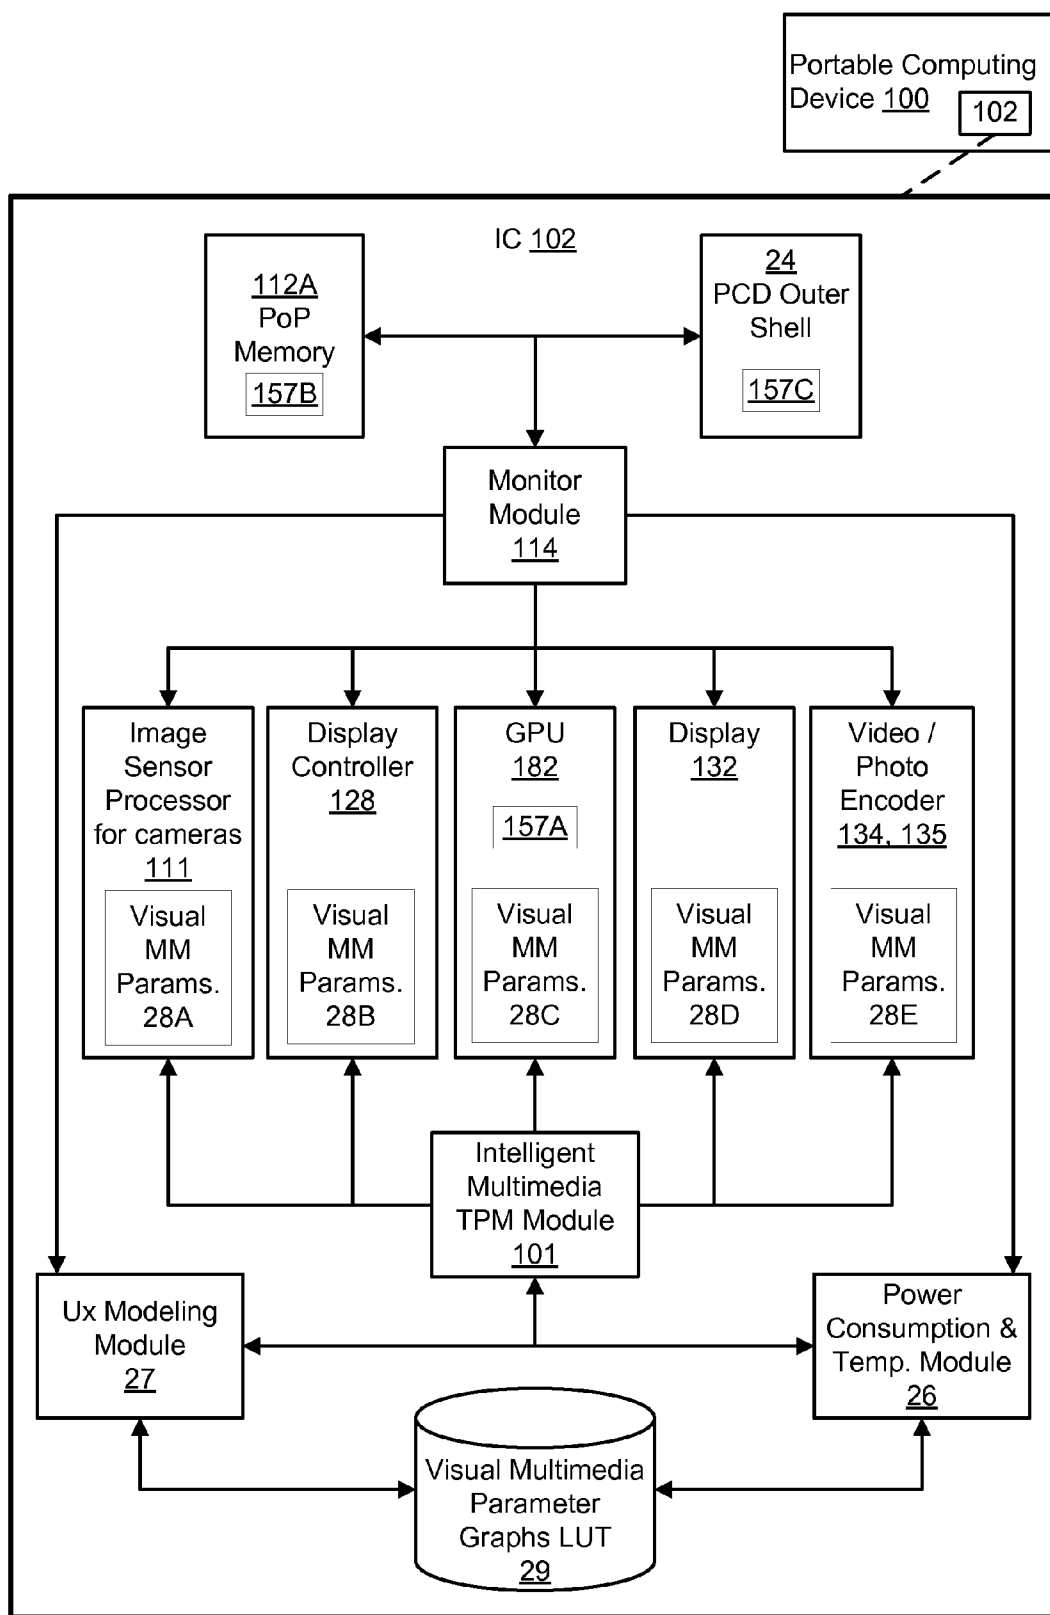 Portable Computing
Device 100
102
IC 102
112A
PoP
Memory
157B
24
PCD Outer
Shell
157C
Monitor
Module
114
Image
Sensor
Processor
for cameras
111
Visual
MM
Params.
28A
Display
Controller
128
Visual
MM
Params.
28B
GPU
182
157A
Visual
MM
Params.
28C
Display
132
Visual
MM
Params.
28D
Video /
Photo
Encoder
134, 135
Visual
MM
Params.
28E
Intelligent
Multimedia
TPM Module
101
Ux Modeling
Module
27
Power
Consumption &
Temp. Module
26
Visual Multimedia
Parameter
Graphs LUT
29